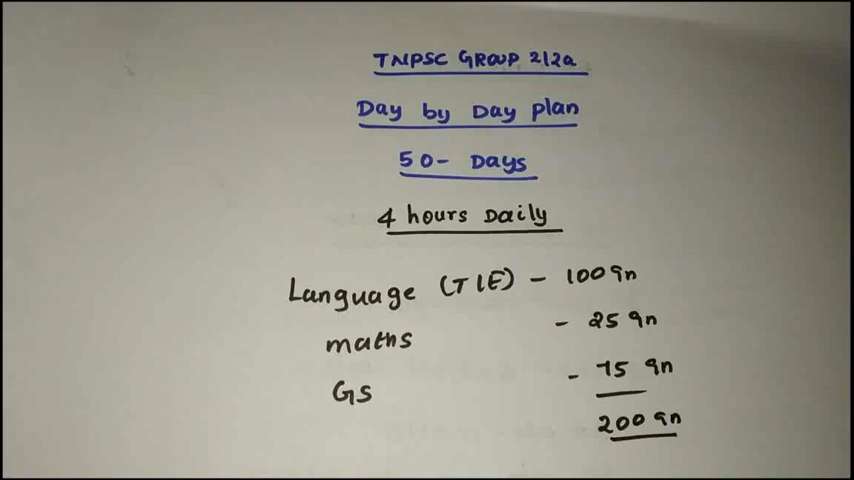 TNPSC GROUP 2/2a
Day by Day plan
50- Days
4 hours Daily
Language (T/E) - 100 qn
maths - 25 qn
GS - 75 qn
200 qn